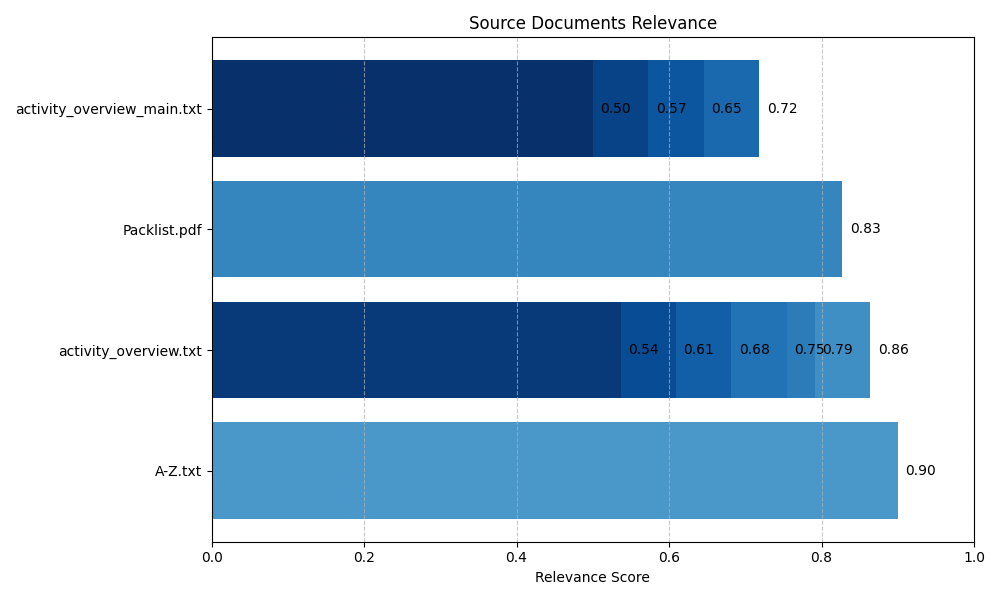 Source Documents Relevance
activity_overview_main.txt
0.50 0.57 0.65 0.72
Packlist.pdf
0.83
activity_overview.txt
0.54 0.61 0.68 0.75 0.79 0.86
A-Z.txt
0.90
0.0 0.2 0.4 0.6 0.8 1.0
Relevance Score